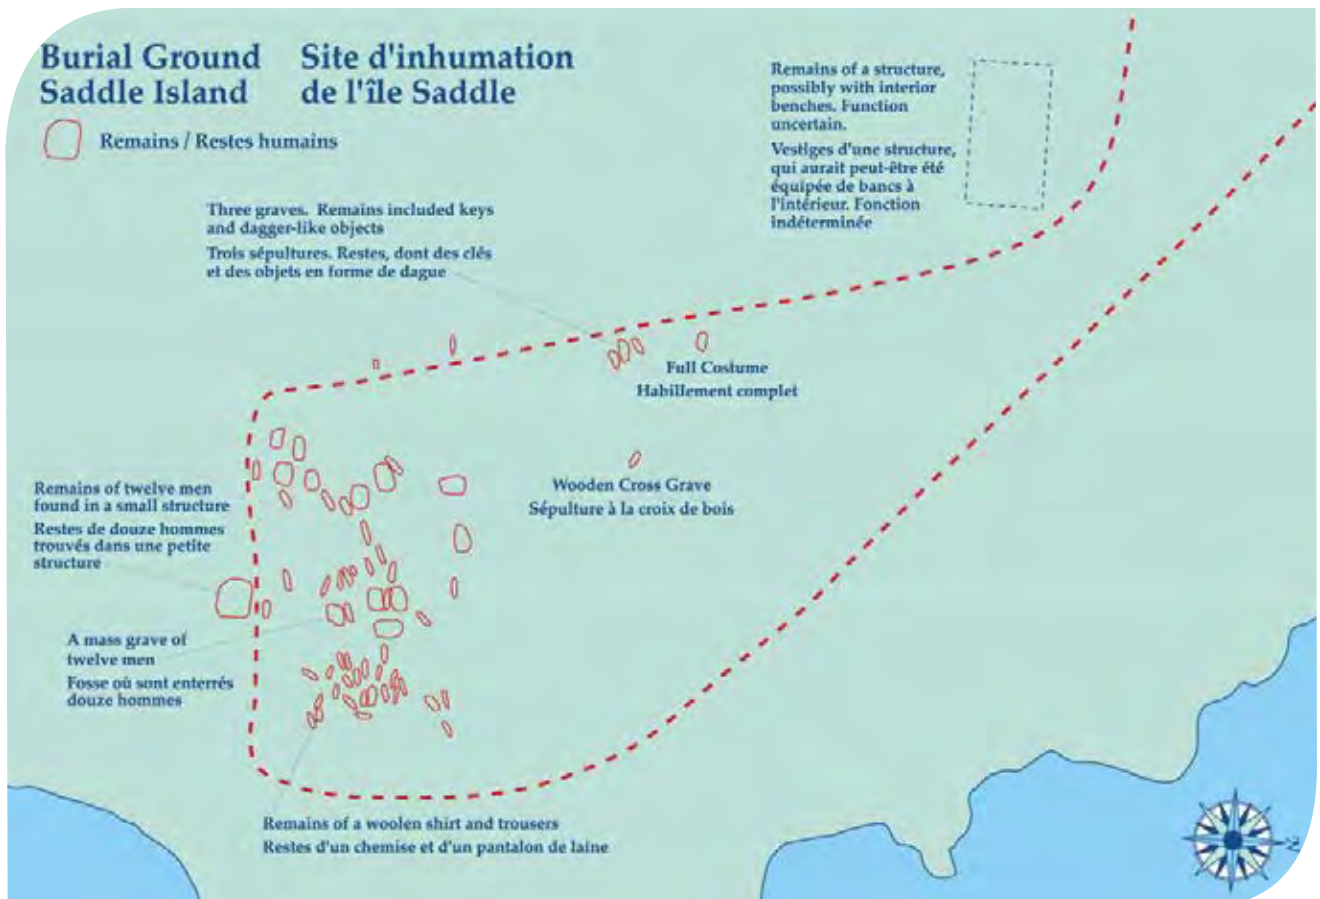 Burial Ground
Saddle Island
Site d'inhumation
de l'île Saddle
Remains / Restes humains
Remains of a structure,
possibly with interior
benches. Function
uncertain.
Vestiges d'une structure,
qui aurait peut-être été
équipée de bancs à
l'intérieur. Fonction
indéterminée
Three graves. Remains included keys
and dagger-like objects
Trois sépultures. Restes, dont des clés
et des objets en forme de dague
Full Costume
Habillement complet
Wooden Cross Grave
Sépulture à la croix de bois
Remains of twelve men
found in a small structure
Restes de douze hommes
trouvés dans une petite
structure
A mass grave of
twelve men
Fosse où sont enterrés
douze hommes
Remains of a woolen shirt and trousers
Restes d'un chemise et d'un pantalon de laine